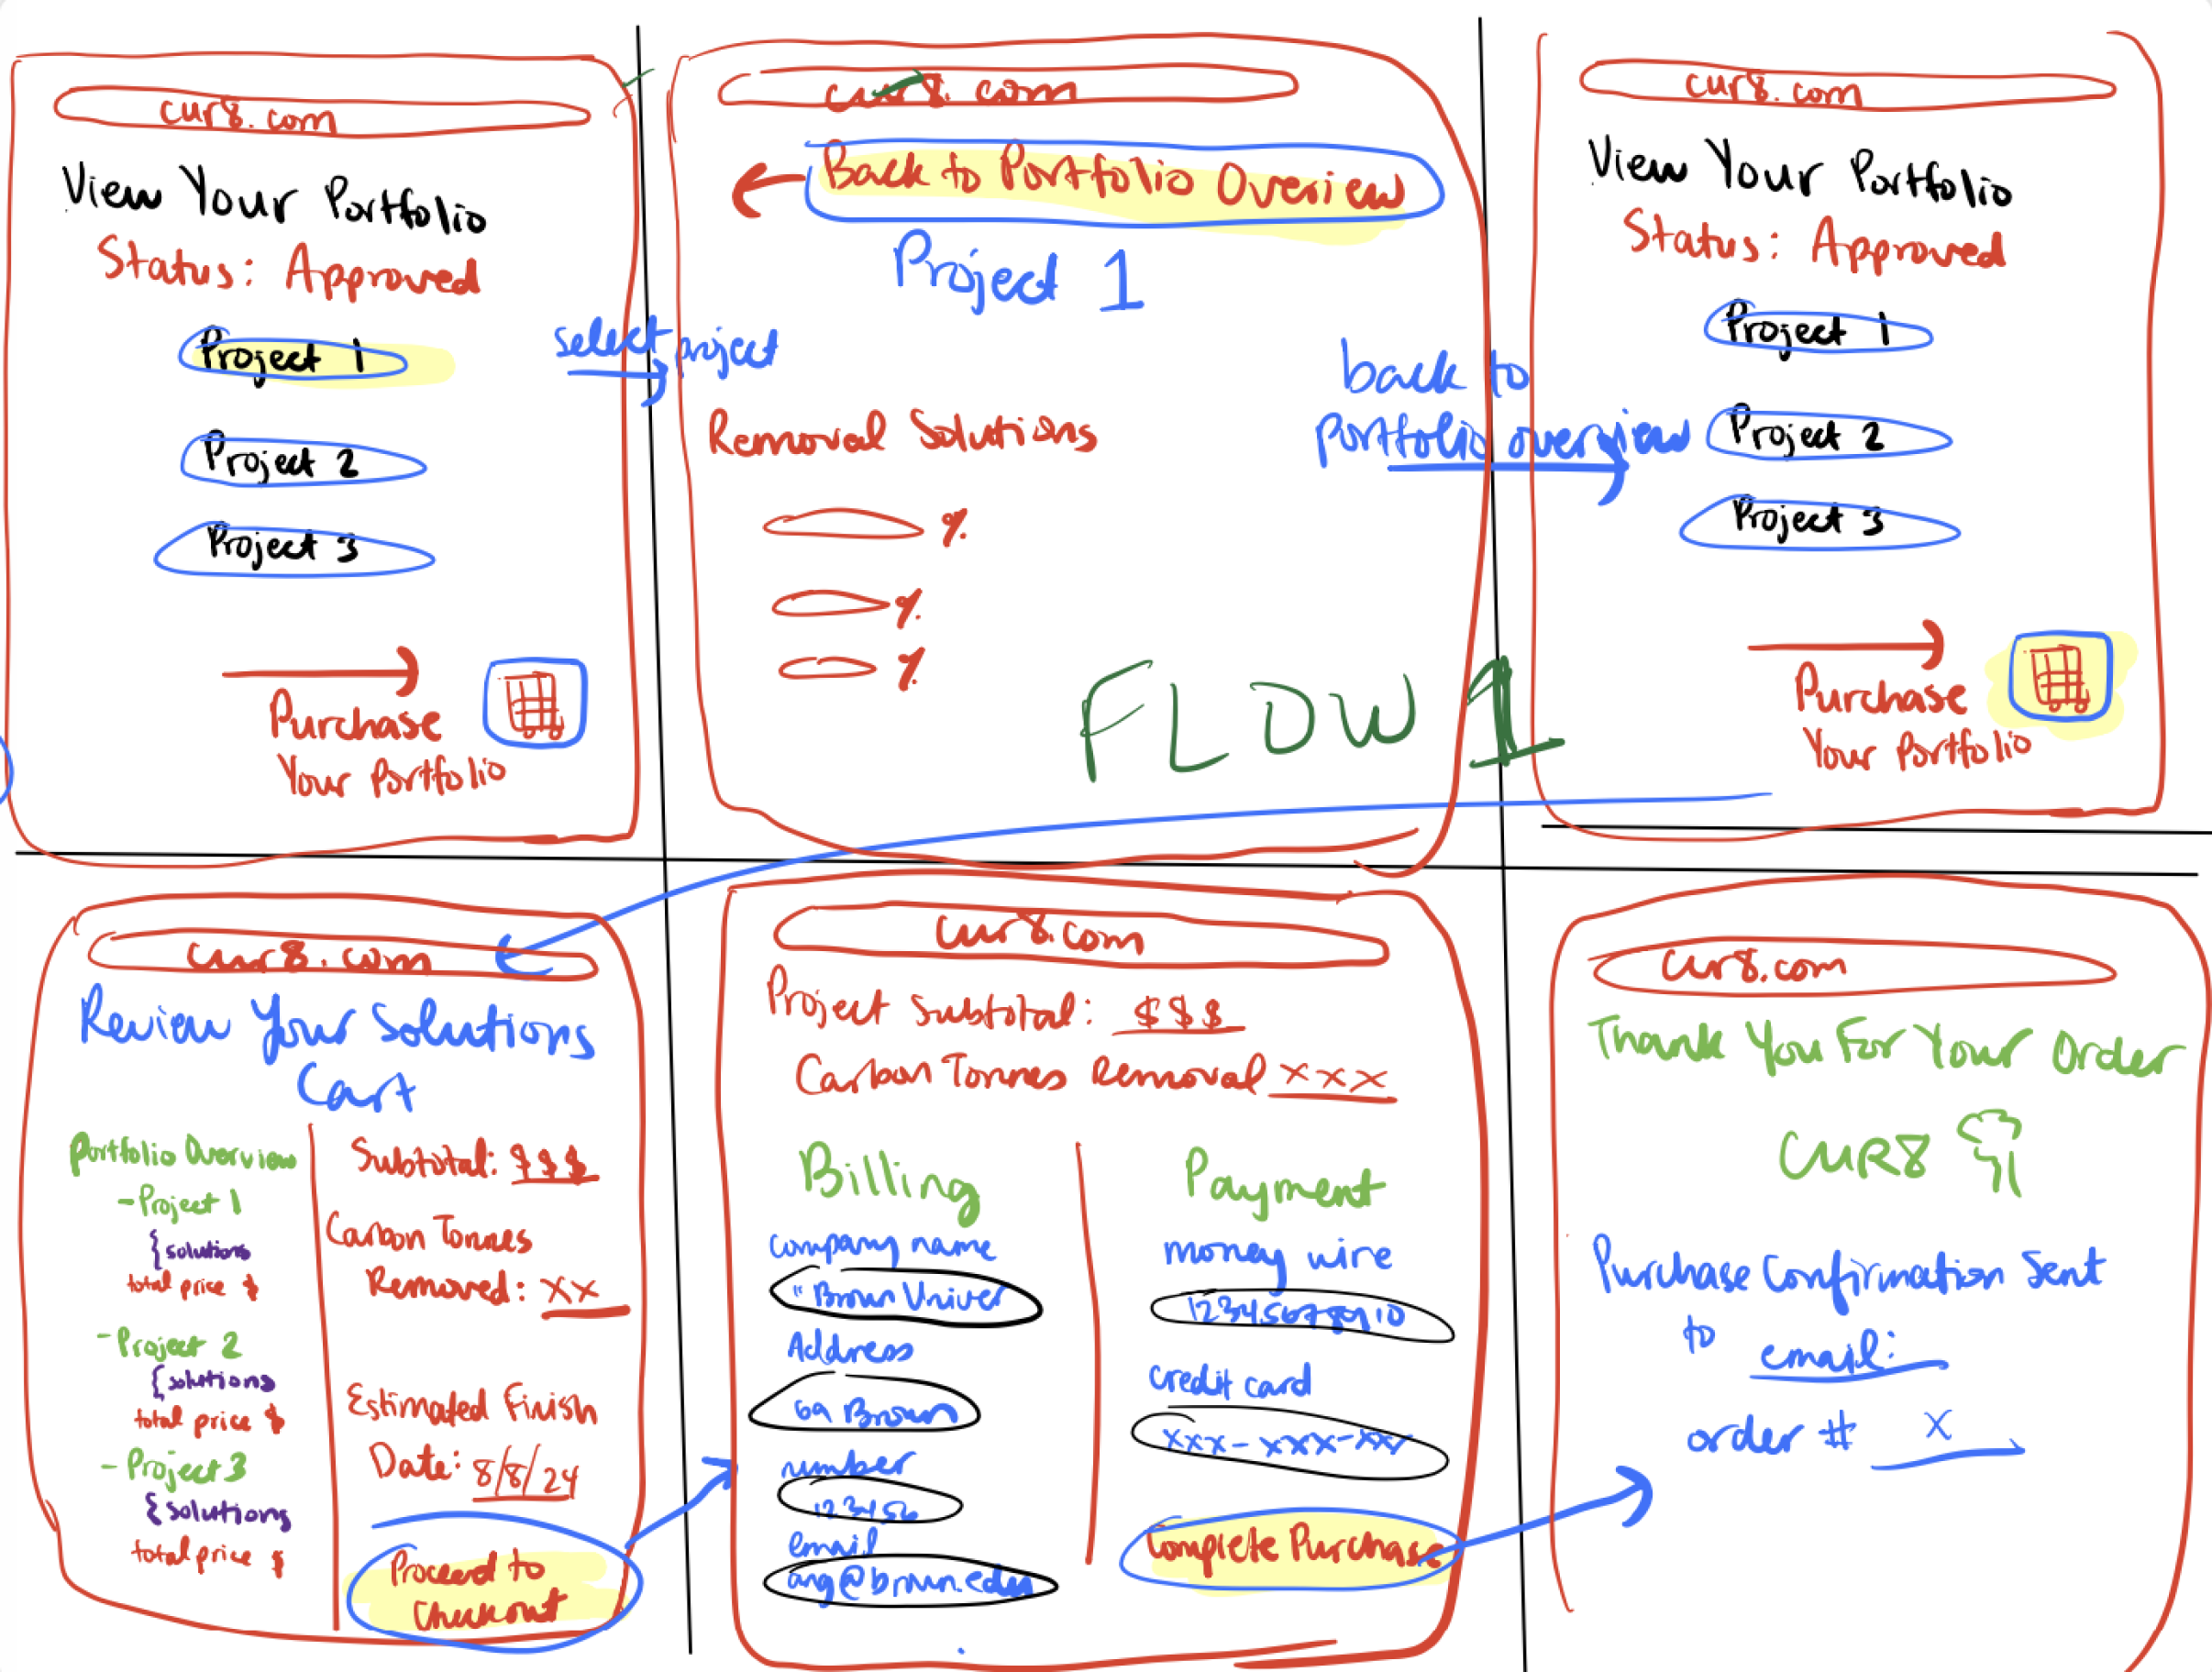 cur8.com
View Your Portfolio
Status: Approved
Project 1
Project 2
Project 3
Purchase
Your Portfolio
select project
cur8.com
Back to Portfolio Overiew
Project 1
Removal Solutions
%
%
%
back to
portfolio overview
FLOW 1
cur8.com
View Your Portfolio
Status: Approved
Project 1
Project 2
Project 3
Purchase
Your Portfolio
cur8.com
Review Your Solutions
Cart
Portfolio Overview
- Project 1
{ solutions
total price $
- Project 2
{ solutions
total price $
- Project 3
{ solutions
total price $
Subtotal: $$$
Carbon Tonnes
Removed: XX
Estimated Finish
Date: 8/8/24
Proceed to
Checkout
cur8.com
Project Subtotal: $$$
Carbon Tonnes Removal XXX
Billing
company name
"Brown Univer
Address
69 Brown
number
123456
email
ang@brown.edu
Payment
money wire
12345678910
credit card
xxx-xxx-xxx
Complete Purchase
cur8.com
Thank You For Your Order
CUR8
Purchase Confirmation Sent
to email:
order # X